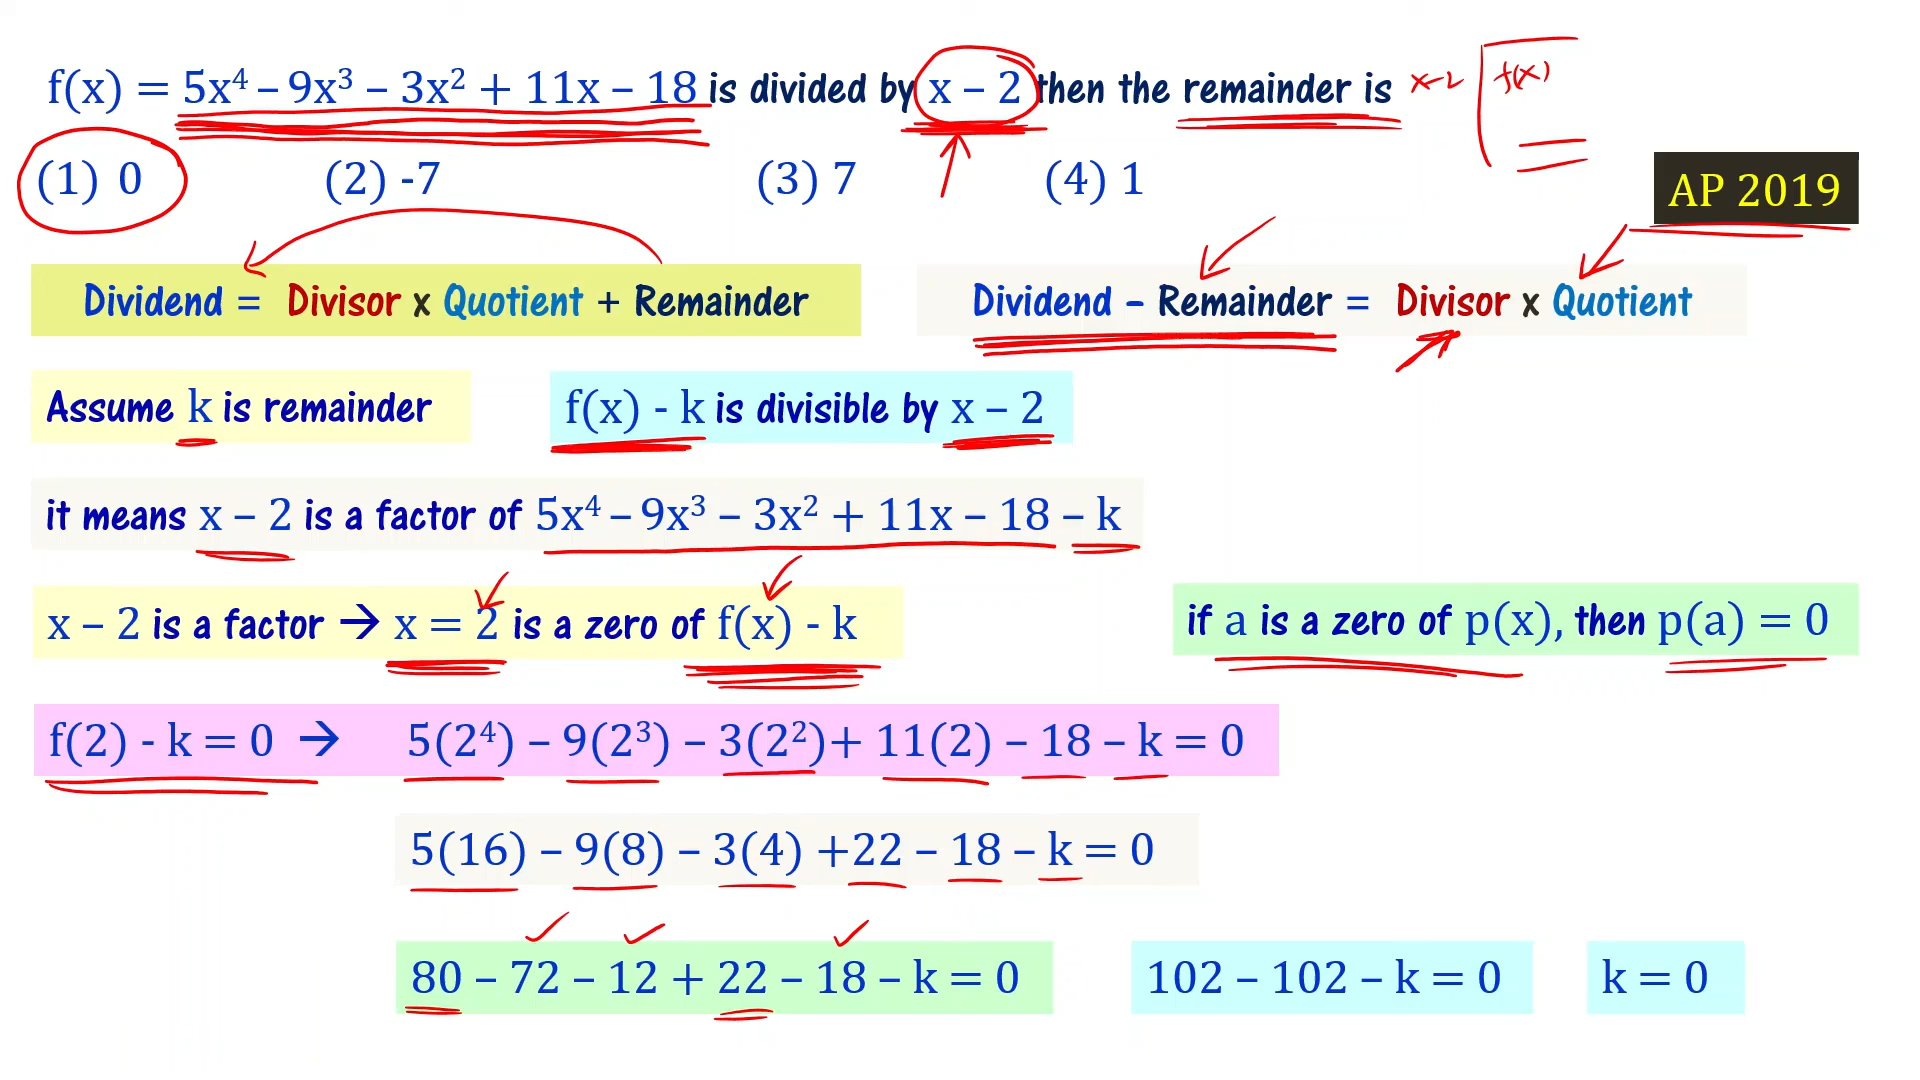 f(x) = 5x⁴ – 9x³ – 3x² + 11x – 18 is divided by x – 2 then the remainder is
x-2 f(x)
(1) 0 (2) -7 (3) 7 (4) 1
AP 2019
Dividend = Divisor x Quotient + Remainder
Dividend – Remainder = Divisor x Quotient
Assume k is remainder
f(x) - k is divisible by x – 2
it means x – 2 is a factor of 5x⁴ – 9x³ – 3x² + 11x – 18 – k
x – 2 is a factor → x = 2 is a zero of f(x) - k
if a is a zero of p(x), then p(a) = 0
f(2) - k = 0 → 5(2⁴) – 9(2³) – 3(2²)+ 11(2) – 18 – k = 0
5(16) – 9(8) – 3(4) +22 – 18 – k = 0
80 – 72 – 12 + 22 – 18 – k = 0
102 – 102 – k = 0
k = 0